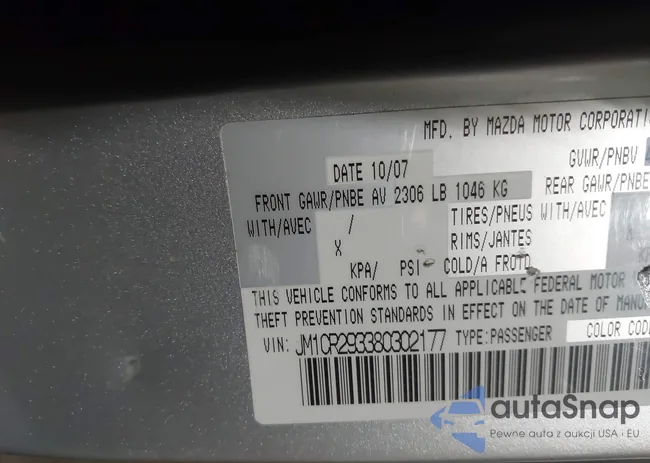 MFD. BY MAZDA MOTOR CORPORATI
DATE 10/07
GVWR/PNBV
FRONT GAWR/PNBE AV 2306 LB 1046 KG
REAR GAWR/PNBE
WITH/AVEC /
TIRES/PNEUS WITH/AVEC
X RIMS/JANTES
KPA/ PSI COLD/A FROID
THIS VEHICLE CONFORMS TO ALL APPLICABLE FEDERAL MOTOR
THEFT PREVENTION STANDARDS IN EFFECT ON THE DATE OF MANU
VIN: JM1CR293380302177 TYPE:PASSENGER COLOR CODE
autaSnap
Pewne auta z aukcji USA i EU